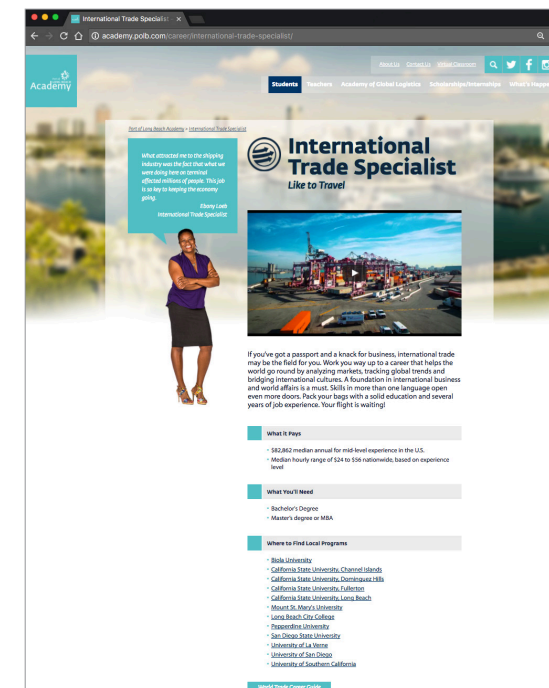 International Trade Specialist -
academy.polb.com/career/international-trade-specialist/
About Us Contact Us Virtual Classroom
Academy
Students Teachers Academy of Global Logistics Scholarships/Internships What's Happe
Port of Long Beach Academy > International Trade Specialist
What attracted me to the shipping
industry was the fact that what we
were doing here on terminal
affected millions of people. This job
is so key to keeping the economy
going.
Ebony Loeb
International Trade Specialist
International
Trade Specialist
Like to Travel
If you've got a passport and a knack for business, international trade
may be the field for you. Work you way up to a career that helps the
world go round by analyzing markets, tracking global trends and
bridging international cultures. A foundation in international business
and world affairs is a must. Skills in more than one language open
even more doors. Pack your bags with a solid education and several
years of job experience. Your flight is waiting!
What it Pays
• $82,862 median annual for mid-level experience in the U.S.
• Median hourly range of $24 to $56 nationwide, based on experience
level
What You'll Need
• Bachelor's Degree
• Master's degree or MBA
Where to Find Local Programs
• Biola University
• California State University, Channel Islands
• California State University, Dominguez Hills
• California State University, Fullerton
• California State University, Long Beach
• Mount St. Mary's University
• Long Beach City College
• Pepperdine University
• San Diego State University
• University of La Verne
• University of San Diego
• University of Southern California
World Trade Career Guide